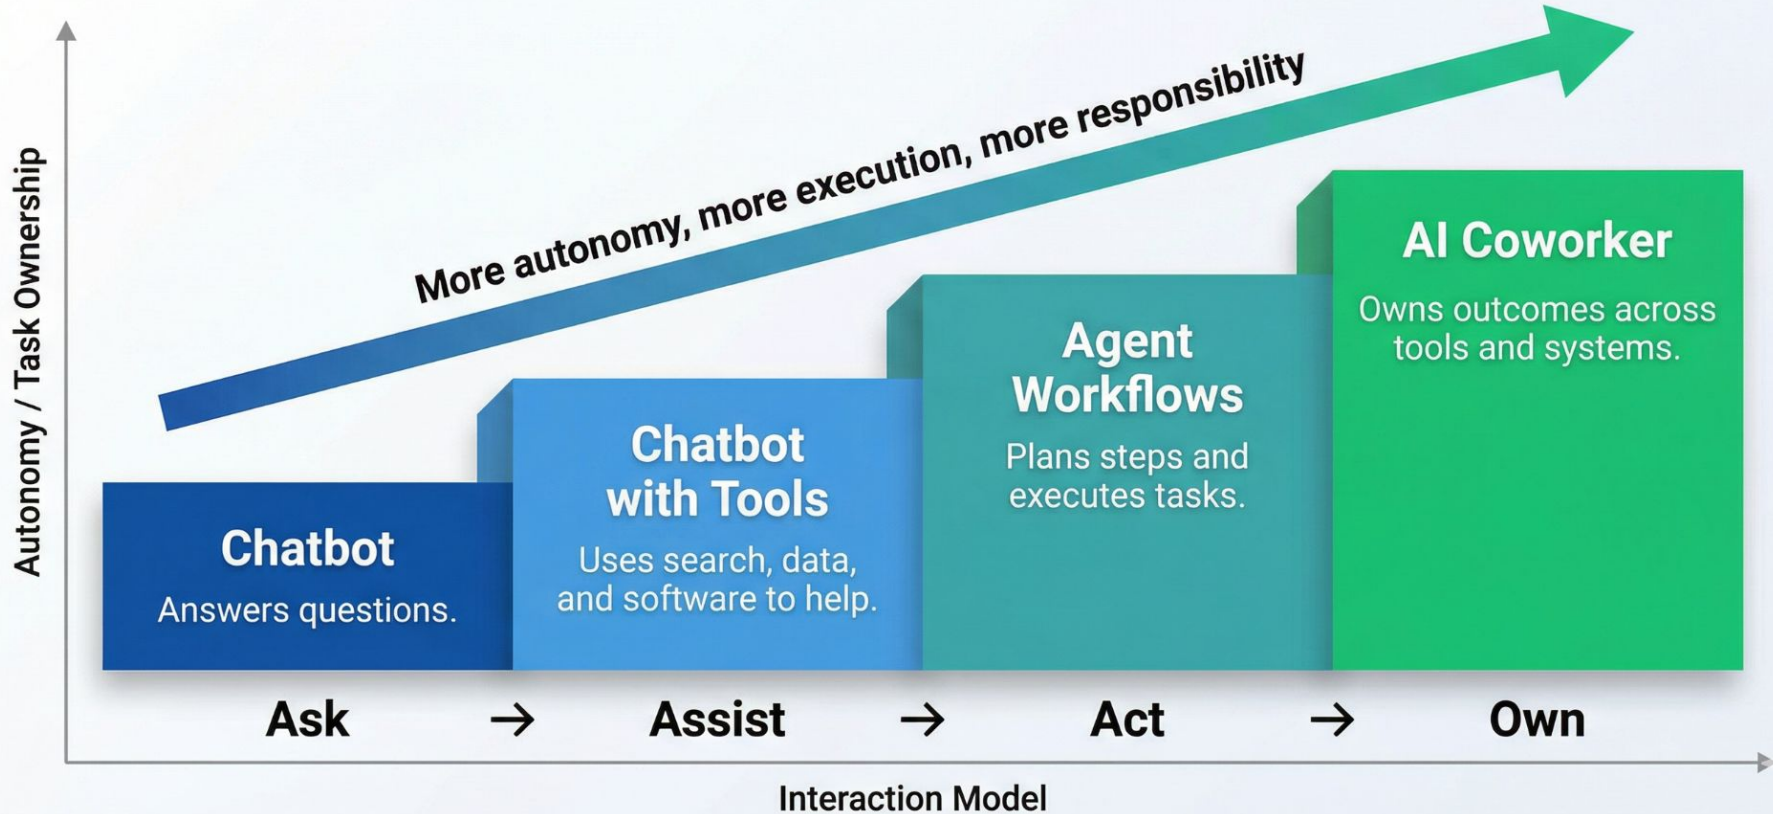 More autonomy, more execution, more responsibility
Autonomy / Task Ownership
Chatbot
Answers questions.
Chatbot
with Tools
Uses search, data,
and software to help.
Agent
Workflows
Plans steps and
executes tasks.
AI Coworker
Owns outcomes across
tools and systems.
Ask → Assist → Act → Own
Interaction Model